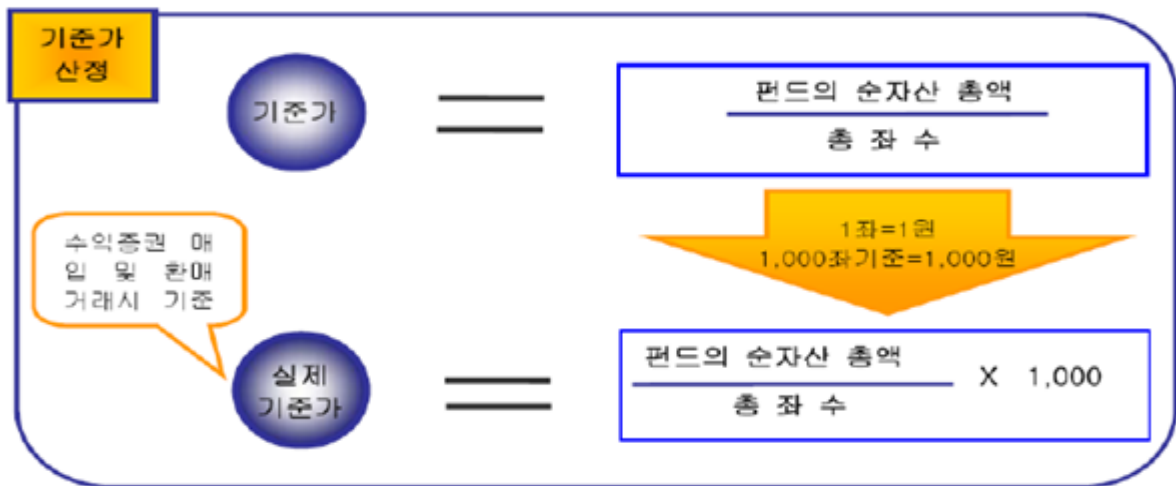 기준가
산정
기준가
펀드의 순자산 총액
총 좌 수
1좌=1원
1,000좌기준=1,000원
수익증권 매
입 및 환매
거래시 기준
실제
기준가
펀드의 순자산 총액
총 좌 수
X 1,000